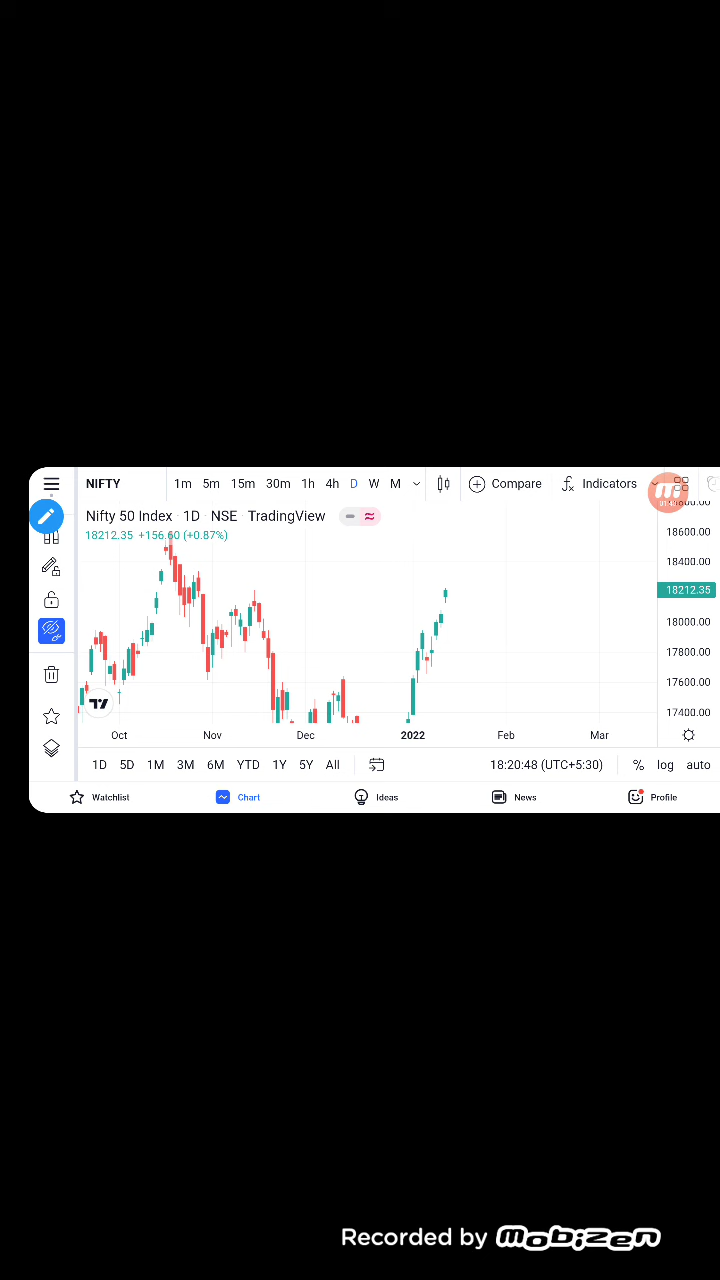 NIFTY 1m 5m 15m 30m 1h 4h D W M Compare Indicators
Nifty 50 Index · 1D · NSE · TradingView
18212.35 +156.60 (+0.87%)
18600.00
18400.00
18212.35
18000.00
17800.00
17600.00
17400.00
Oct Nov Dec 2022 Feb Mar
1D 5D 1M 3M 6M YTD 1Y 5Y All 18:20:48 (UTC+5:30) % log auto
Watchlist Chart Ideas News Profile
Recorded by mobizen